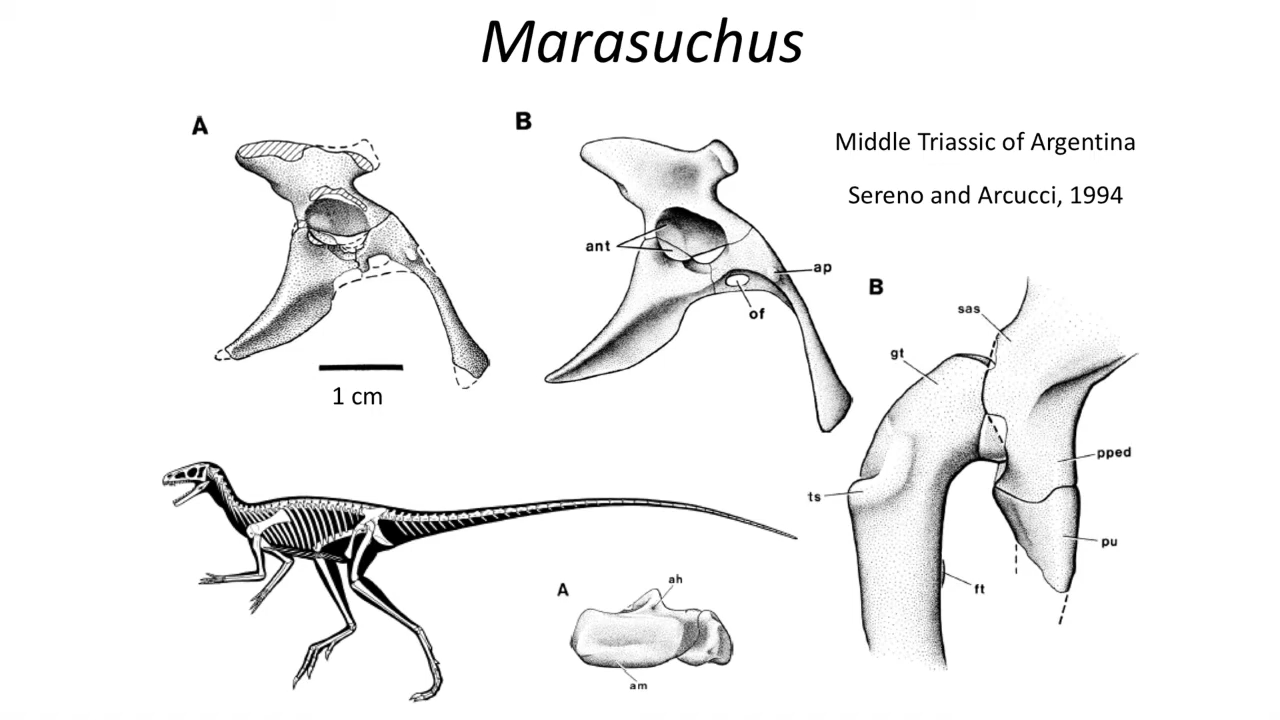 Marasuchus
A
B
Middle Triassic of Argentina
Sereno and Arcucci, 1994
ant
ap
of
1 cm
B
sas
gt
pped
ts
pu
ft
A
ah
am